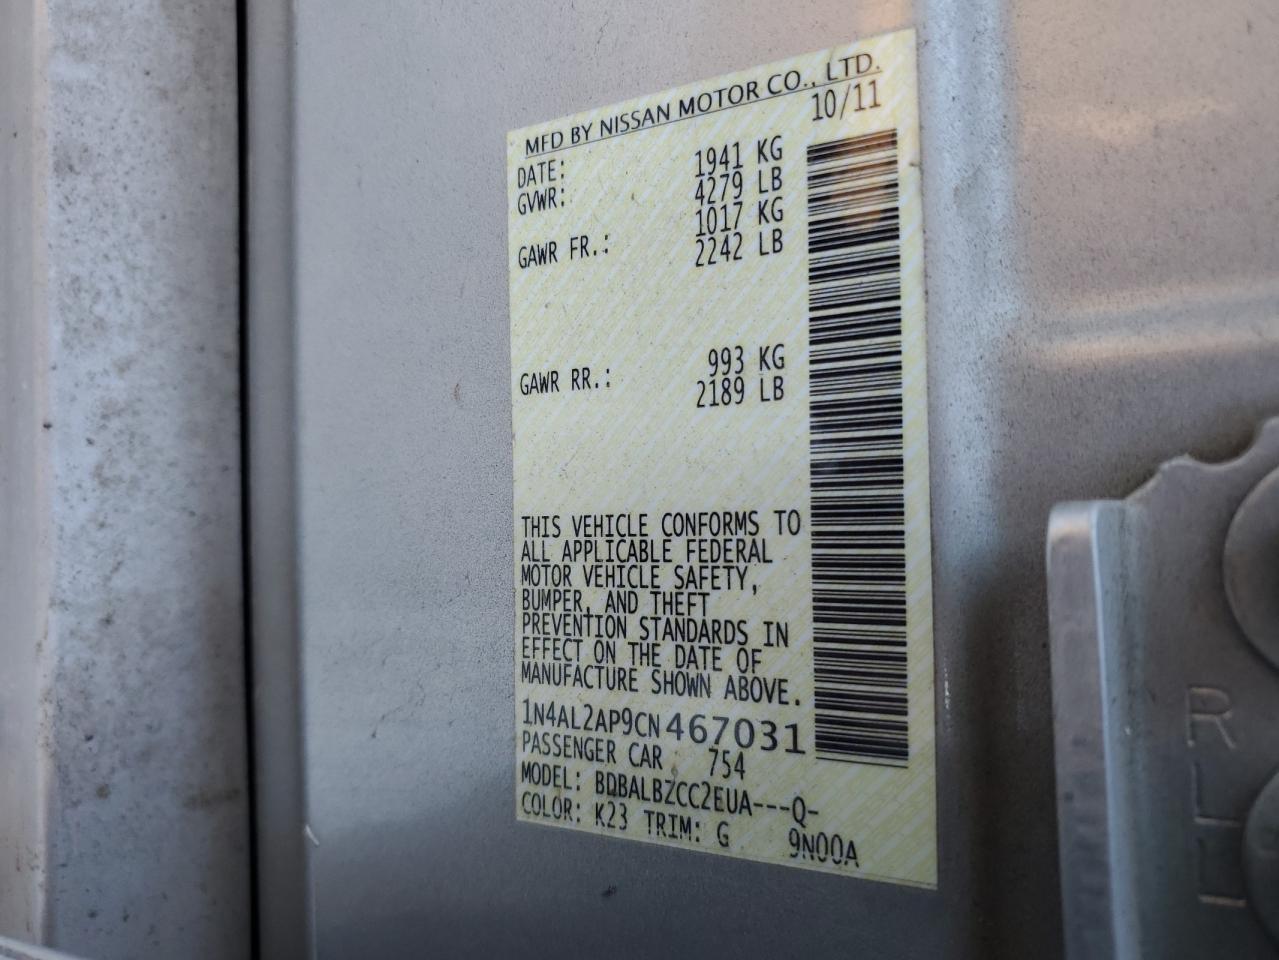 MFD BY NISSAN MOTOR CO., LTD.
DATE: 10/11
GVWR: 1941 KG
4279 LB
GAWR FR.: 1017 KG
2242 LB
GAWR RR.: 993 KG
2189 LB
THIS VEHICLE CONFORMS TO
ALL APPLICABLE FEDERAL
MOTOR VEHICLE SAFETY,
BUMPER, AND THEFT
PREVENTION STANDARDS IN
EFFECT ON THE DATE OF
MANUFACTURE SHOWN ABOVE.
1N4AL2AP9CN467031
PASSENGER CAR 754
MODEL: BDBALBZCC2EUA---Q-
COLOR: K23 TRIM: G 9N00A
RLL